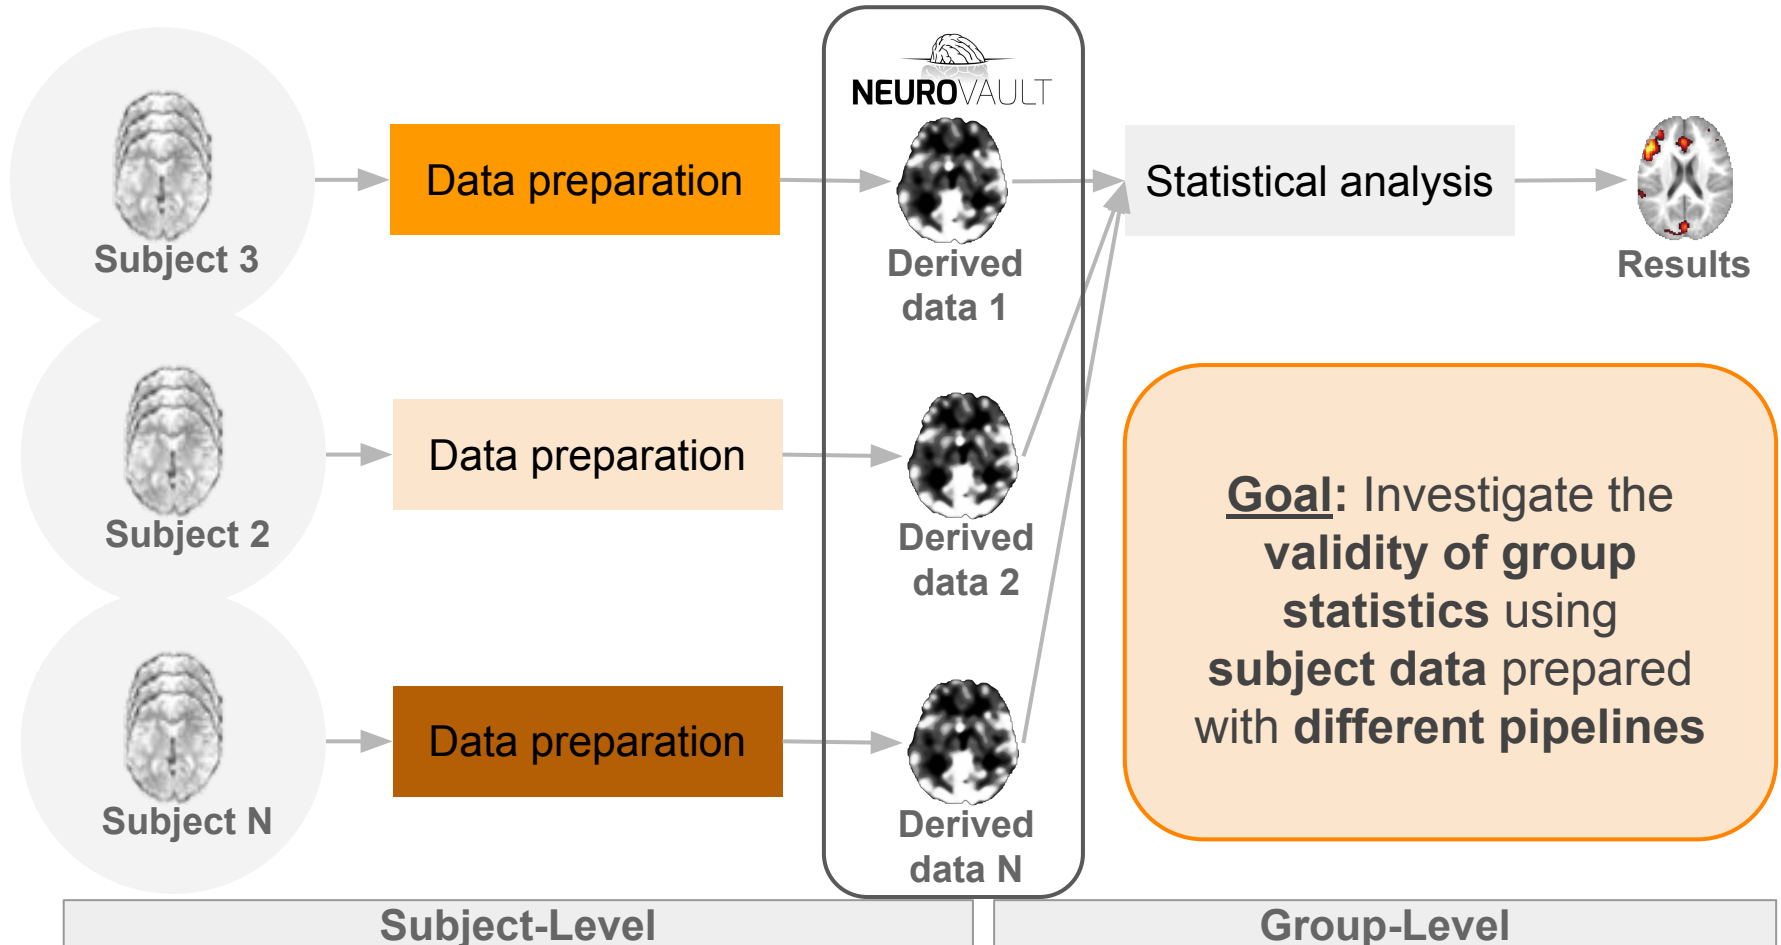 NEUROVAULT
Data preparation
Statistical analysis
Subject 3
Derived
data 1
Results
Data preparation
Subject 2
Derived
data 2
Goal: Investigate the
validity of group
statistics using
subject data prepared
with different pipelines
Data preparation
Subject N
Derived
data N
Subject-Level
Group-Level